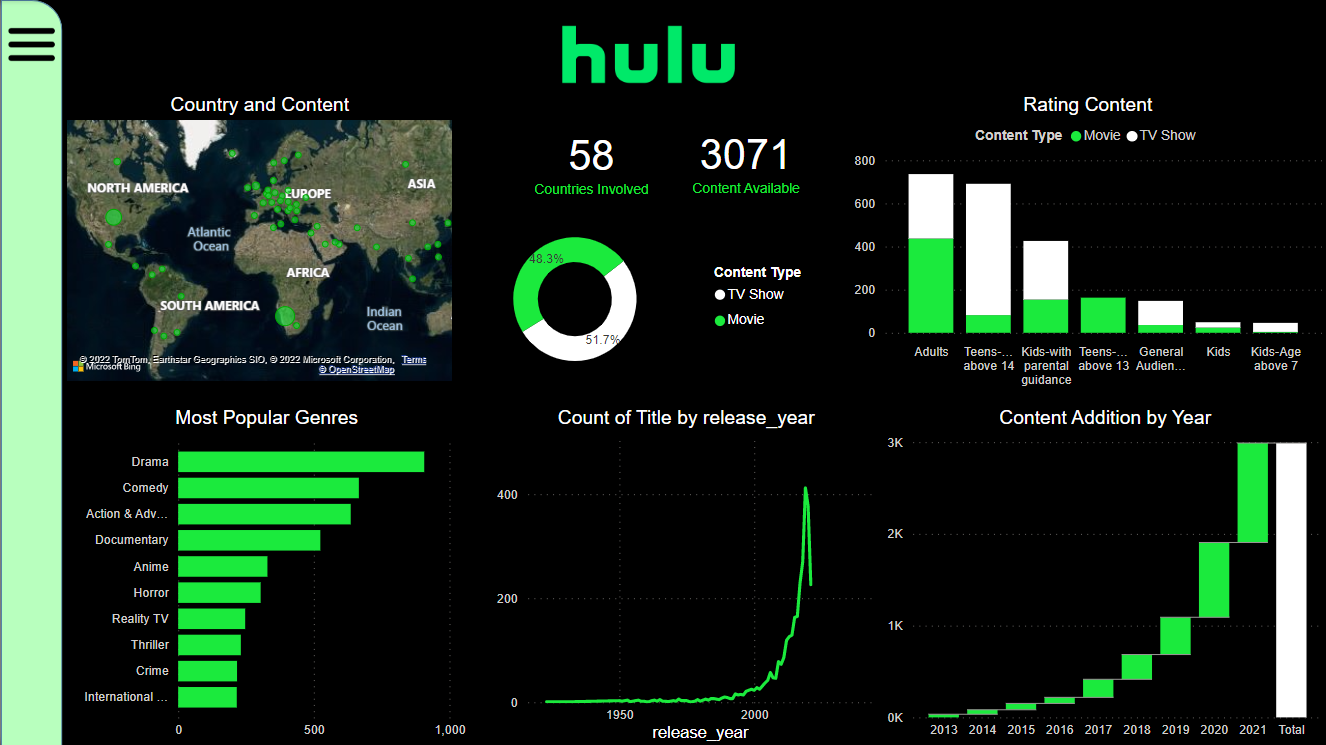 hulu
Country and Content
NORTH AMERICA
EUROPE
ASIA
Atlantic
Ocean
AFRICA
SOUTH AMERICA
Indian
Ocean
© 2022 TomTom, Earthstar Geographics SIO, © 2022 Microsoft Corporation, Terms
Microsoft Bing
© OpenStreetMap
58
Countries Involved
3071
Content Available
48.3%
51.7%
Content Type
TV Show
Movie
Rating Content
Content Type Movie TV Show
800
600
400
200
0
Adults
Teens-...
above 14
Kids-with
parental
guidance
Teens-...
above 13
General
Audien...
Kids
Kids-Age
above 7
Most Popular Genres
Drama
Comedy
Action & Adv...
Documentary
Anime
Horror
Reality TV
Thriller
Crime
International ...
0 500 1,000
Count of Title by release_year
400
200
0
1950 2000
release_year
Content Addition by Year
3K
2K
1K
0K
2013 2014 2015 2016 2017 2018 2019 2020 2021 Total